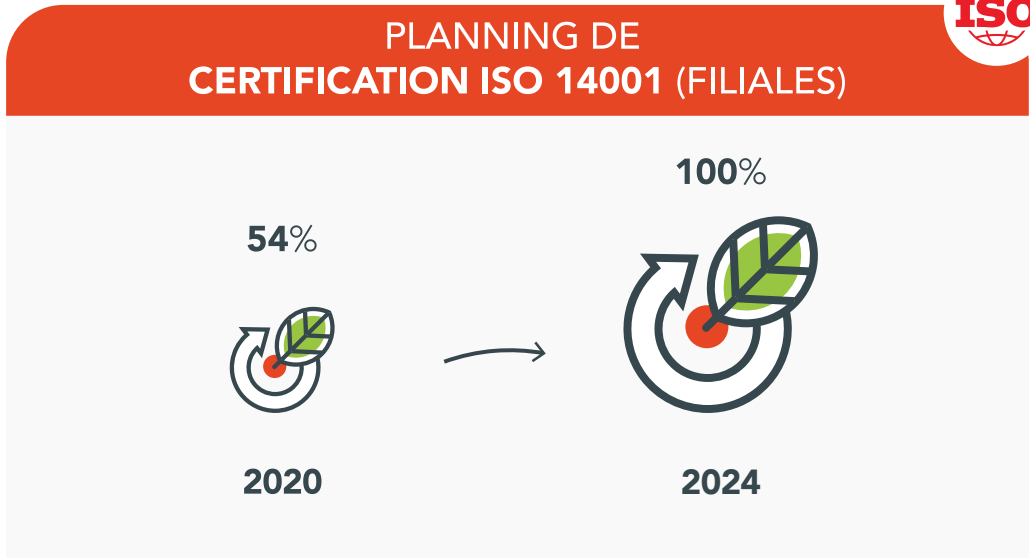 ISO
PLANNING DE
CERTIFICATION ISO 14001 (FILIALES)
100%
54%
2020
2024